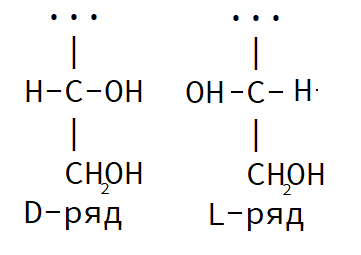 ... ...
| |
H-C-OH OH-C-H.
| |
CH2OH CH2OH
D-ряд L-ряд